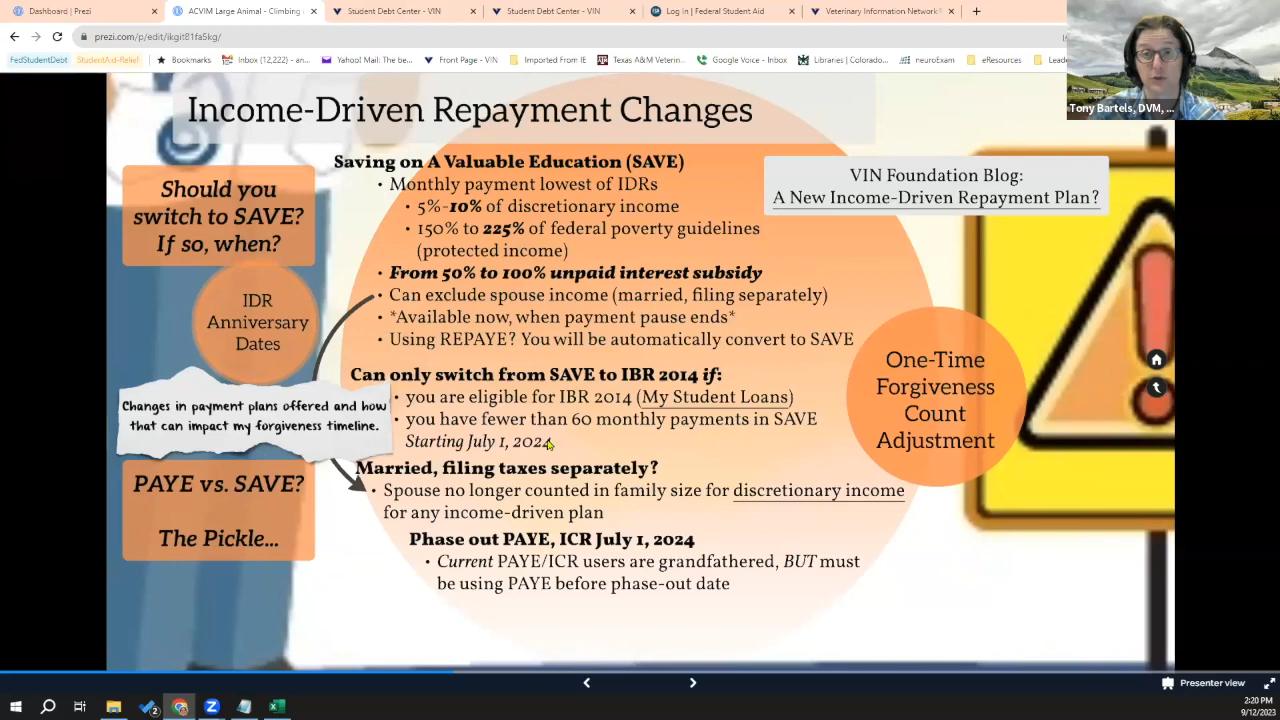 Dashboard | Prezi
ACVIM Large Animal - Climbing
Student Debt Center - VIN
Student Debt Center - VIN
Log In | Federal Student Aid
Veterinary Information Network
prezi.com/p/edit/ikgit81fa5kg/
FedStudentDebt
StudentAid-Relief
Bookmarks
Inbox (12,222) - an...
Yahoo! Mail: The be...
Front Page - VIN
Imported From IE
Texas A&M Veterin...
Google Voice - Inbox
Libraries | Colorado...
neuroExam
eResources
Tony Bartels, DVM, ...
Income-Driven Repayment Changes
Should you
switch to SAVE?
If so, when?
IDR
Anniversary
Dates
Changes in payment plans offered and how
that can impact my forgiveness timeline.
PAYE vs. SAVE?
The Pickle...
Saving on A Valuable Education (SAVE)
• Monthly payment lowest of IDRs
• 5%-10% of discretionary income
• 150% to 225% of federal poverty guidelines
(protected income)
• From 50% to 100% unpaid interest subsidy
• Can exclude spouse income (married, filing separately)
• *Available now, when payment pause ends*
• Using REPAYE? You will be automatically convert to SAVE
Can only switch from SAVE to IBR 2014 if:
• you are eligible for IBR 2014 (My Student Loans)
• you have fewer than 60 monthly payments in SAVE
Starting July 1, 2024
Married, filing taxes separately?
• Spouse no longer counted in family size for discretionary income
for any income-driven plan
Phase out PAYE, ICR July 1, 2024
• Current PAYE/ICR users are grandfathered, BUT must
be using PAYE before phase-out date
VIN Foundation Blog:
A New Income-Driven Repayment Plan?
One-Time
Forgiveness
Count
Adjustment
Presenter view
2:20 PM
9/12/2023